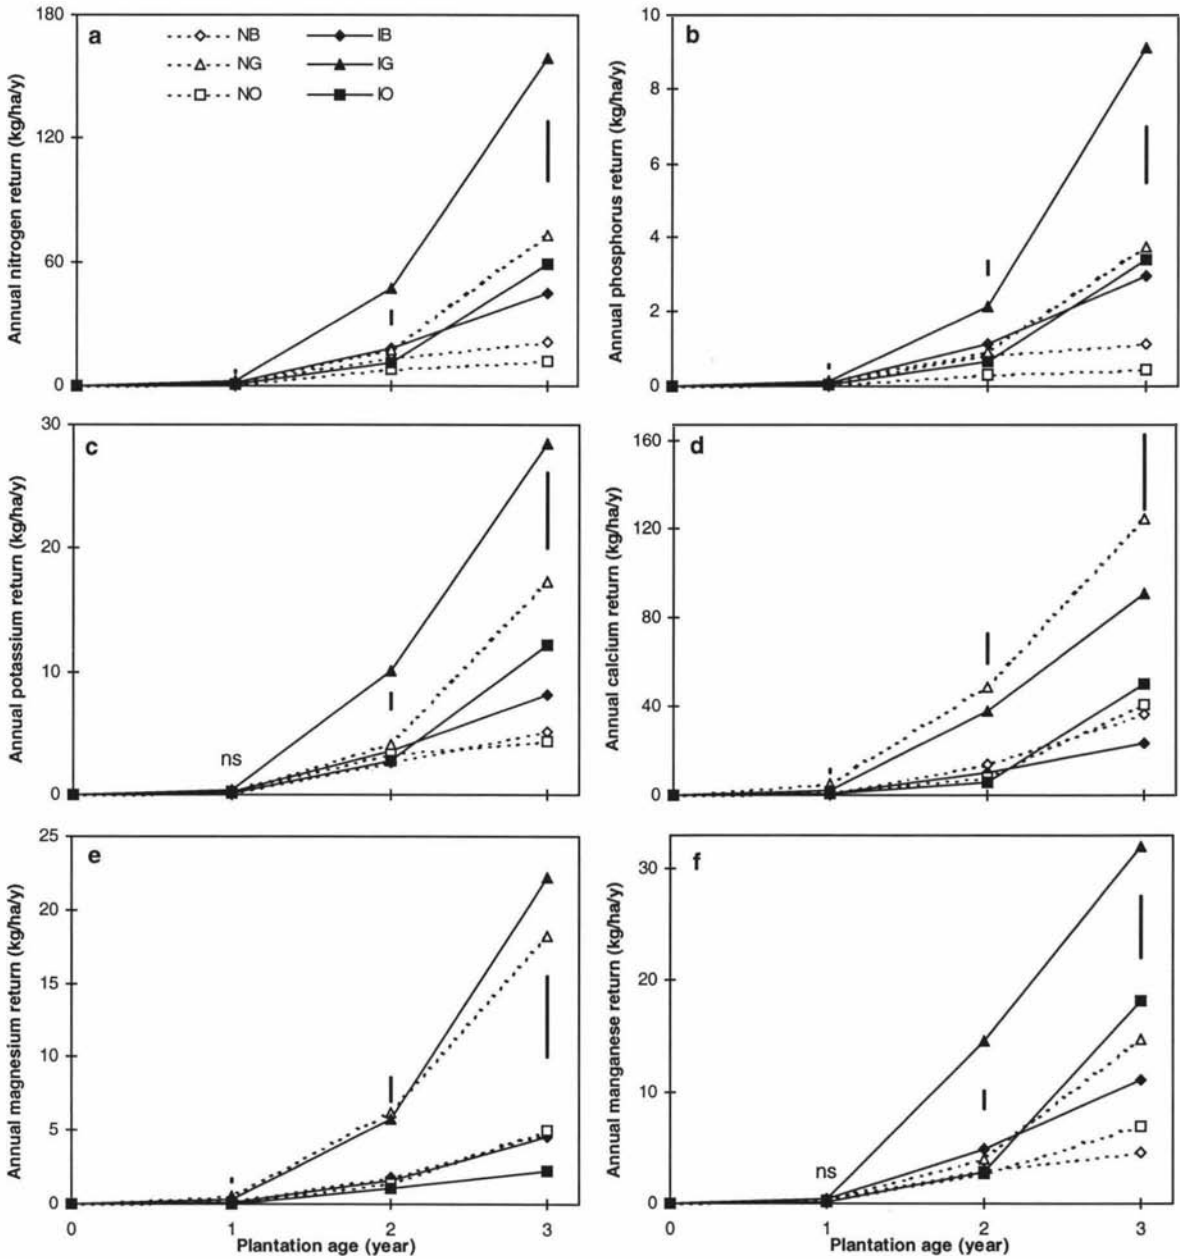 a
NB
IB
NG
IG
NO
IO
180
120
60
0
Annual nitrogen return (kg/ha/y)
b
10
8
6
4
2
0
Annual phosphorus return (kg/ha/y)
c
30
20
10
0
ns
Annual potassium return (kg/ha/y)
d
160
120
80
40
0
Annual calcium return (kg/ha/y)
e
25
20
15
10
5
0
Annual magnesium return (kg/ha/y)
0 1 2 3
Plantation age (year)
f
30
20
10
0
ns
Annual manganese return (kg/ha/y)
0 1 2 3
Plantation age (year)